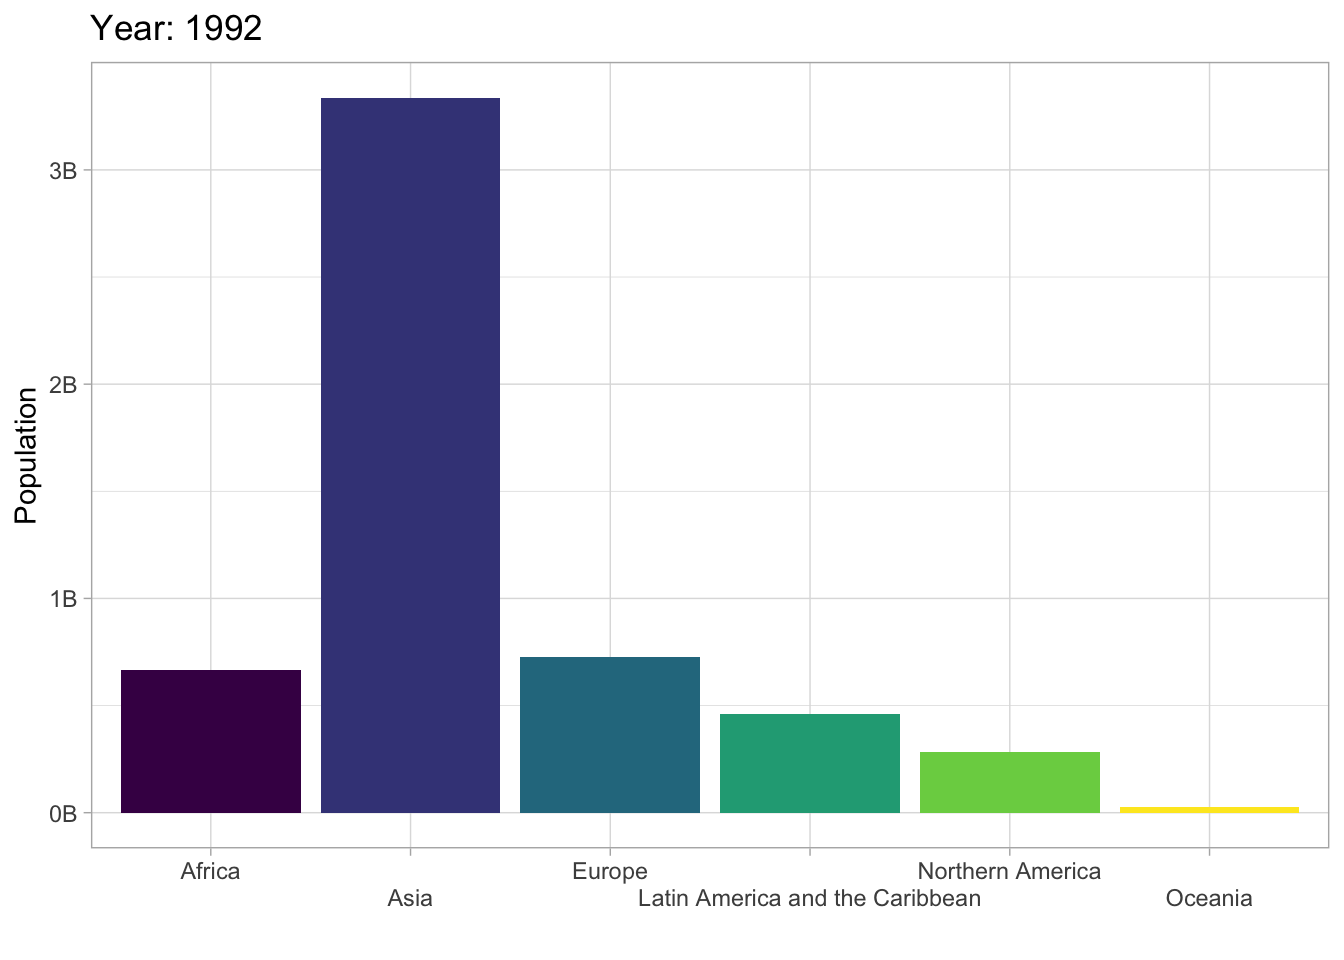 Year: 1992
Population
3B
2B
1B
0B
Africa
Asia
Europe
Latin America and the Caribbean
Northern America
Oceania